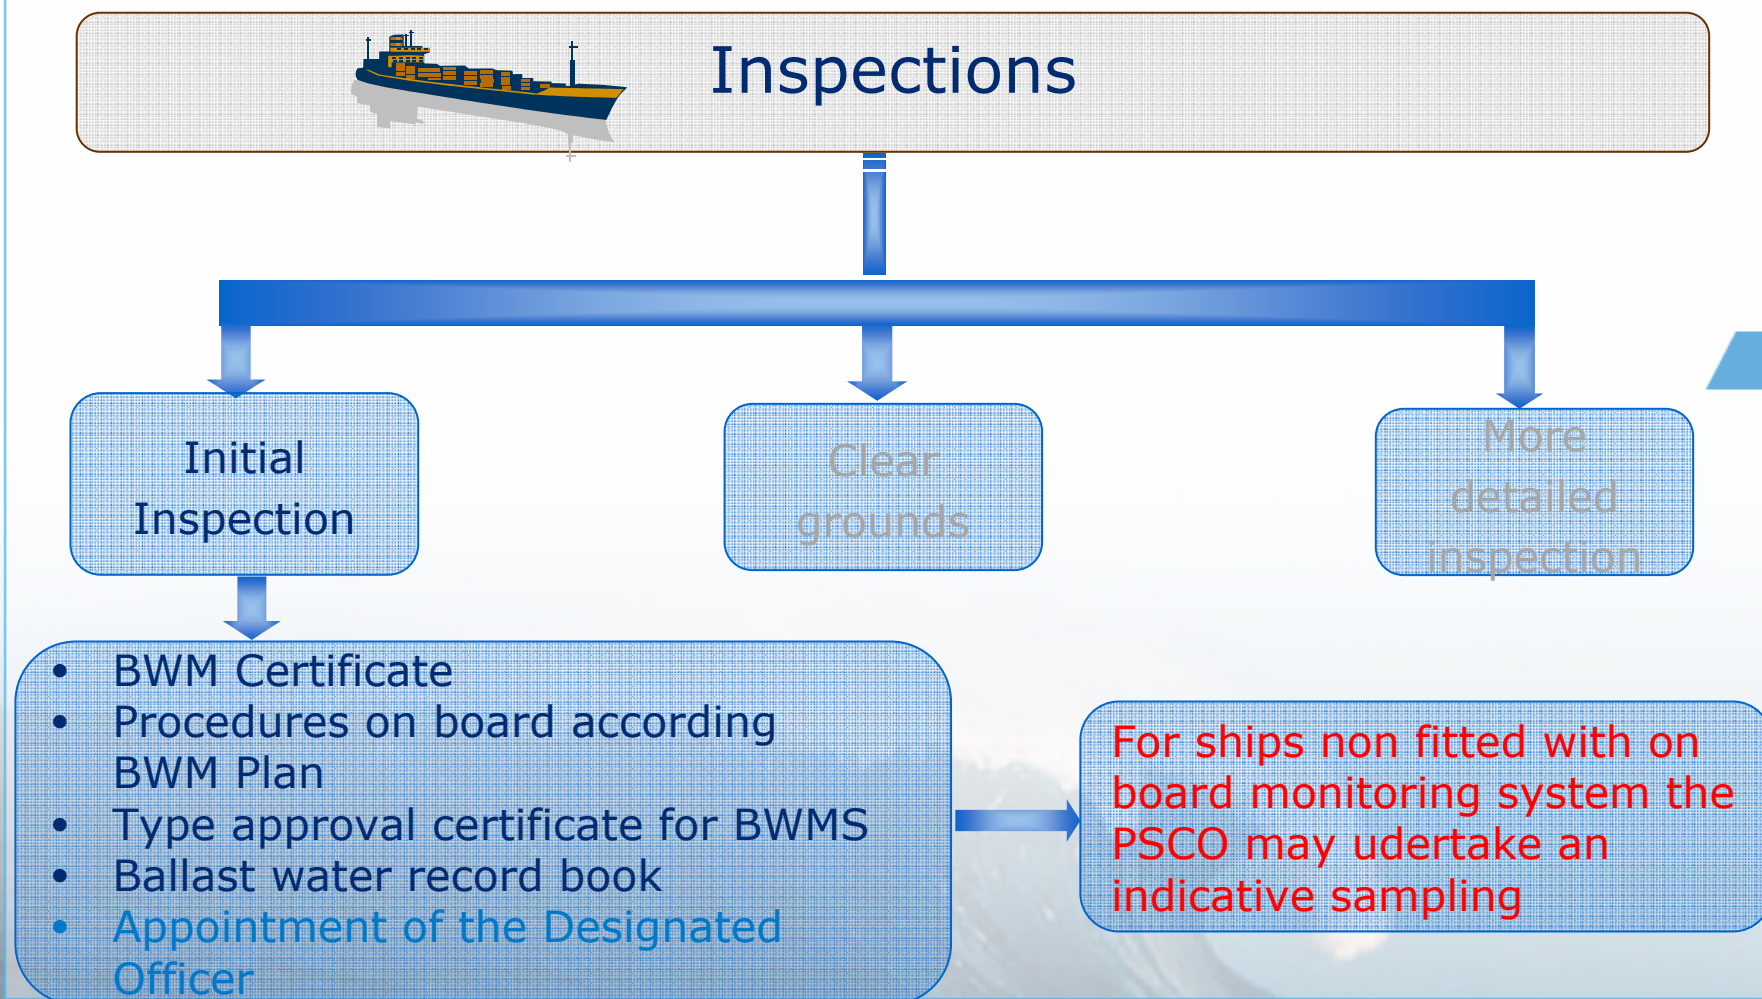 Inspections
Initial
Inspection
Clear
grounds
More
detailed
inspection
• BWM Certificate
• Procedures on board according
BWM Plan
• Type approval certificate for BWMS
• Ballast water record book
• Appointment of the Designated
Officer
For ships non fitted with on
board monitoring system the
PSCO may udertake an
indicative sampling